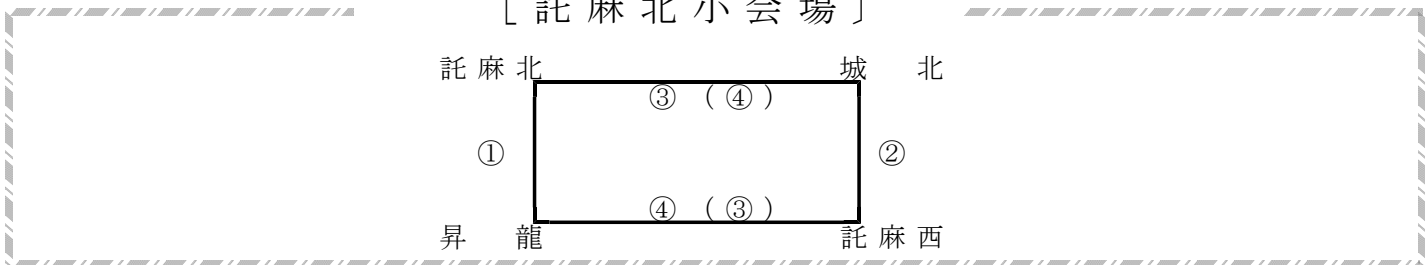 ［託麻北小会場］
託麻北 城 北
③（④）
① ②
④（③）
昇 龍 託麻西